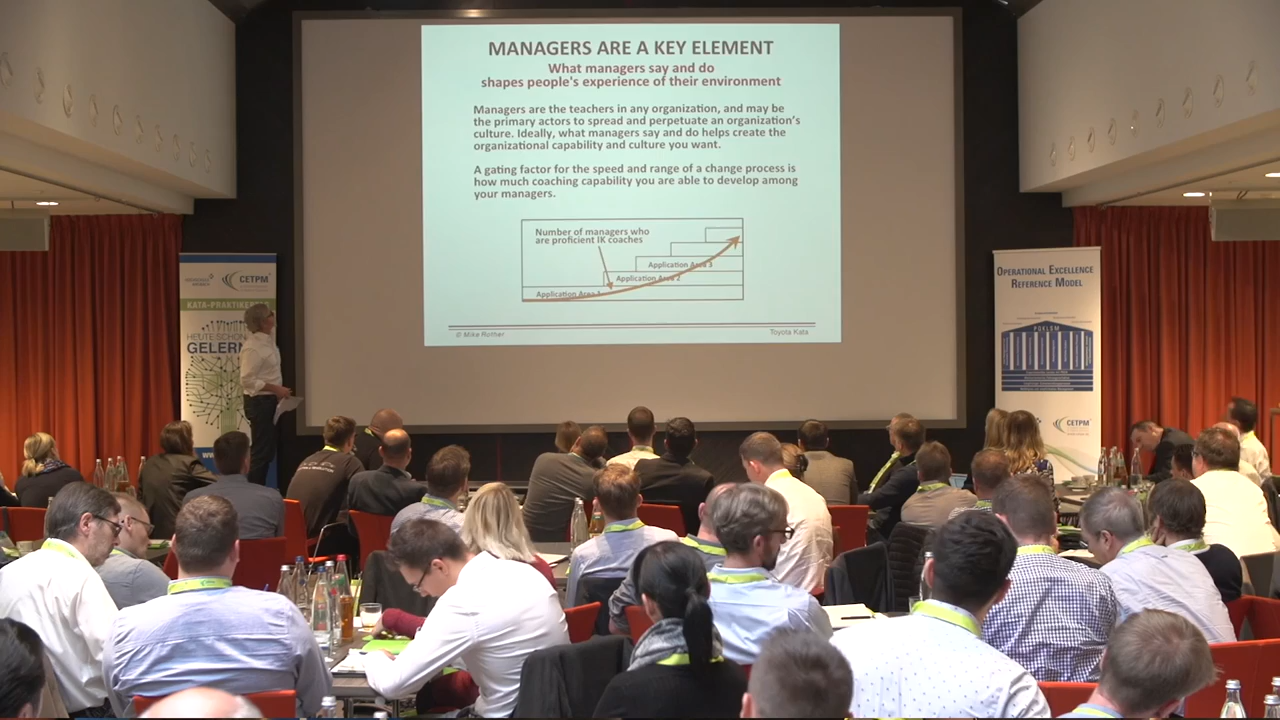 MANAGERS ARE A KEY ELEMENT
What managers say and do
shapes people's experience of their environment
Managers are the teachers in any organization, and may be
the primary actors to spread and perpetuate an organization's
culture. Ideally, what managers say and do helps create the
organizational capability and culture you want.
A gating factor for the speed and range of a change process is
how much coaching capability you are able to develop among
your managers.
Number of managers who
are proficient IK coaches
Application Area 3
Application Area 2
Application Area 1
© Mike Rother
Toyota Kata
CETPM
KATA-PRAKTIKER
HEUTE SCHON
GELERN
OPERATIONAL EXCELLENCE
REFERENCE MODEL
PQKLSM
CETPM